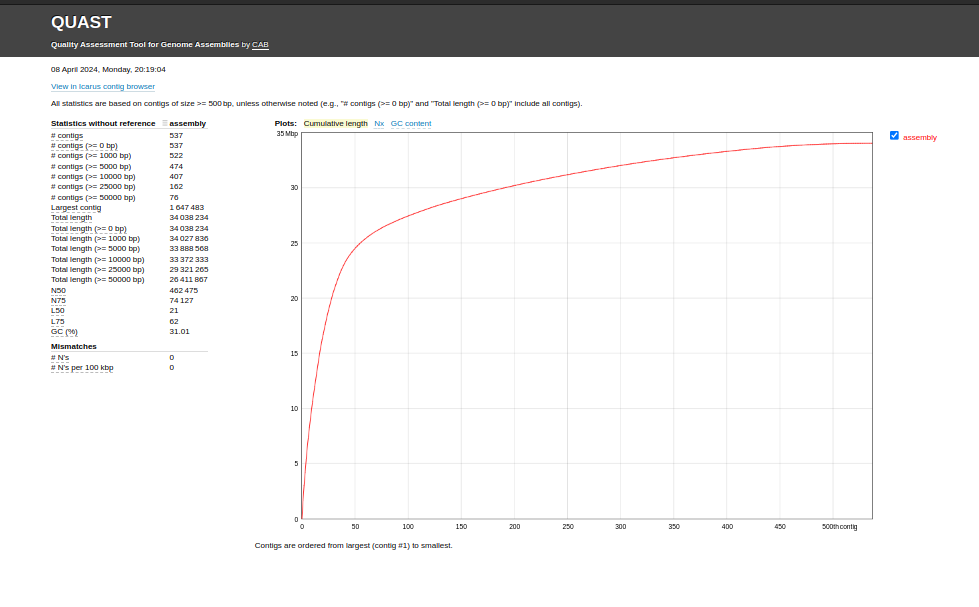 QUAST
Quality Assessment Tool for Genome Assemblies by CAB
08 April 2024, Monday, 20:19:04
View in Icarus contig browser
All statistics are based on contigs of size >= 500 bp, unless otherwise noted (e.g., "# contigs (>= 0 bp)" and "Total length (>= 0 bp)" include all contigs).
Statistics without reference assembly
# contigs 537
# contigs (>= 0 bp) 537
# contigs (>= 1000 bp) 522
# contigs (>= 5000 bp) 474
# contigs (>= 10000 bp) 407
# contigs (>= 25000 bp) 162
# contigs (>= 50000 bp) 76
Largest contig 1 647 483
Total length 34 038 234
Total length (>= 0 bp) 34 038 234
Total length (>= 1000 bp) 34 027 836
Total length (>= 5000 bp) 33 888 568
Total length (>= 10000 bp) 33 372 333
Total length (>= 25000 bp) 29 321 265
Total length (>= 50000 bp) 26 411 867
N50 462 475
N75 74 127
L50 21
L75 62
GC (%) 31.01
Mismatches
# N's 0
# N's per 100 kbp 0
Plots: Cumulative length Nx GC content
35 Mbp
30
25
20
15
10
5
0
0 50 100 150 200 250 300 350 400 450 500th contig
assembly
Contigs are ordered from largest (contig #1) to smallest.